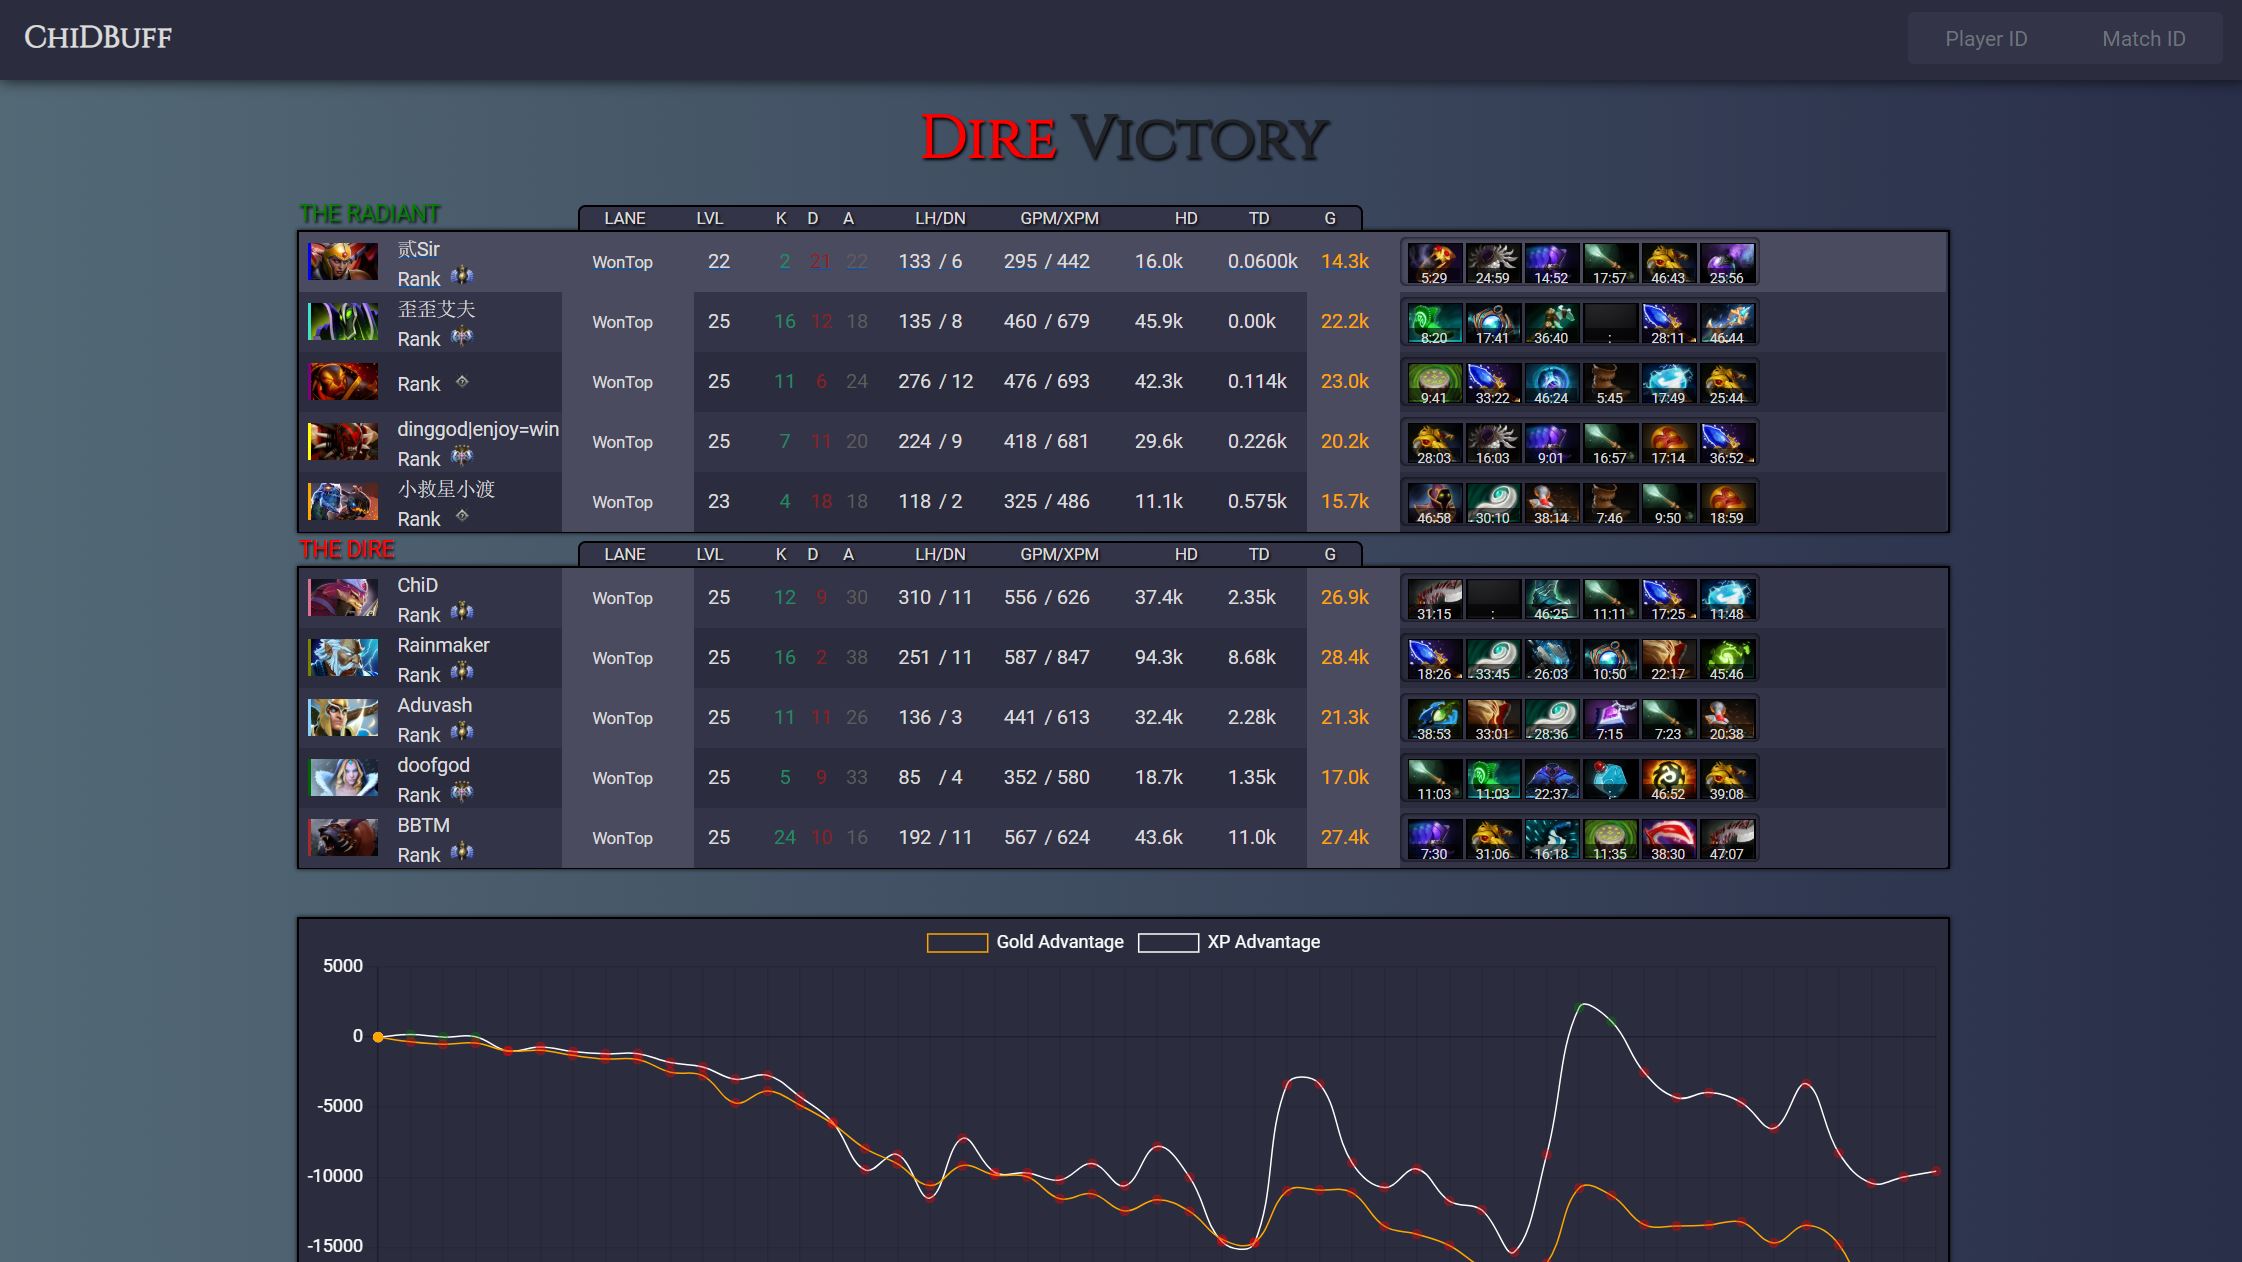 CHIDBUFF Player ID Match ID
DIRE VICTORY
THE RADIANT LANE LVL K D A LH/DN GPM/XPM HD TD G
贰Sir
Rank WonTop 22 2 21 22 133 / 6 295 / 442 16.0k 0.0600k 14.3k 5:29 24:59 14:52 17:57 46:43 25:56
歪歪艾夫
Rank WonTop 25 16 12 18 135 / 8 460 / 679 45.9k 0.00k 22.2k 8:20 17:41 36:40 : 28:11 46:44
Rank WonTop 25 11 6 24 276 / 12 476 / 693 42.3k 0.114k 23.0k 9:41 33:22 46:24 5:45 17:49 25:44
dinggod|enjoy=win
Rank WonTop 25 7 11 20 224 / 9 418 / 681 29.6k 0.226k 20.2k 28:03 16:03 9:01 16:57 17:14 36:52
小救星小渡
Rank WonTop 23 4 18 18 118 / 2 325 / 486 11.1k 0.575k 15.7k 46:58 30:10 38:14 7:46 9:50 18:59
THE DIRE LANE LVL K D A LH/DN GPM/XPM HD TD G
ChiD
Rank WonTop 25 12 9 30 310 / 11 556 / 626 37.4k 2.35k 26.9k 31:15 : 46:25 11:11 17:25 11:48
Rainmaker
Rank WonTop 25 16 2 38 251 / 11 587 / 847 94.3k 8.68k 28.4k 18:26 33:45 26:03 10:50 22:17 45:46
Aduvash
Rank WonTop 25 11 11 26 136 / 3 441 / 613 32.4k 2.28k 21.3k 38:53 33:01 28:36 7:15 7:23 20:38
doofgod
Rank WonTop 25 5 9 33 85 / 4 352 / 580 18.7k 1.35k 17.0k 11:03 11:03 22:37 : 46:52 39:08
BBTM
Rank WonTop 25 24 10 16 192 / 11 567 / 624 43.6k 11.0k 27.4k 7:30 31:06 16:18 11:35 38:30 47:07
Gold Advantage XP Advantage
5000
0
-5000
-10000
-15000